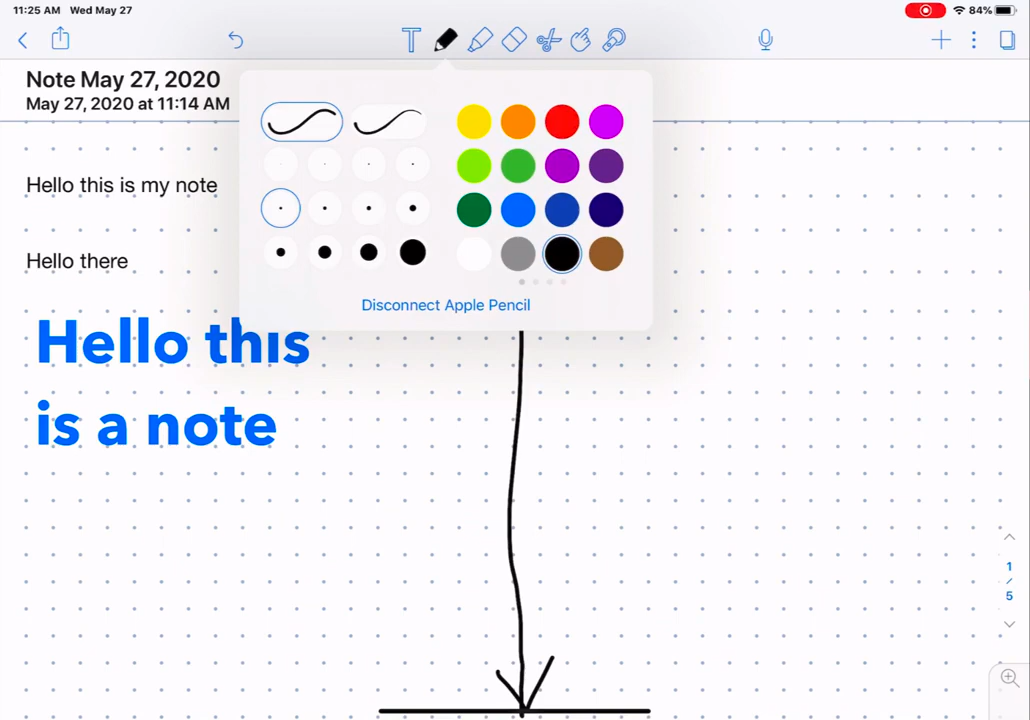 11:25 AM Wed May 27
84%
T
Note May 27, 2020
May 27, 2020 at 11:14 AM
Hello this is my note
Hello there
Disconnect Apple Pencil
Hello this
is a note
1
/
5